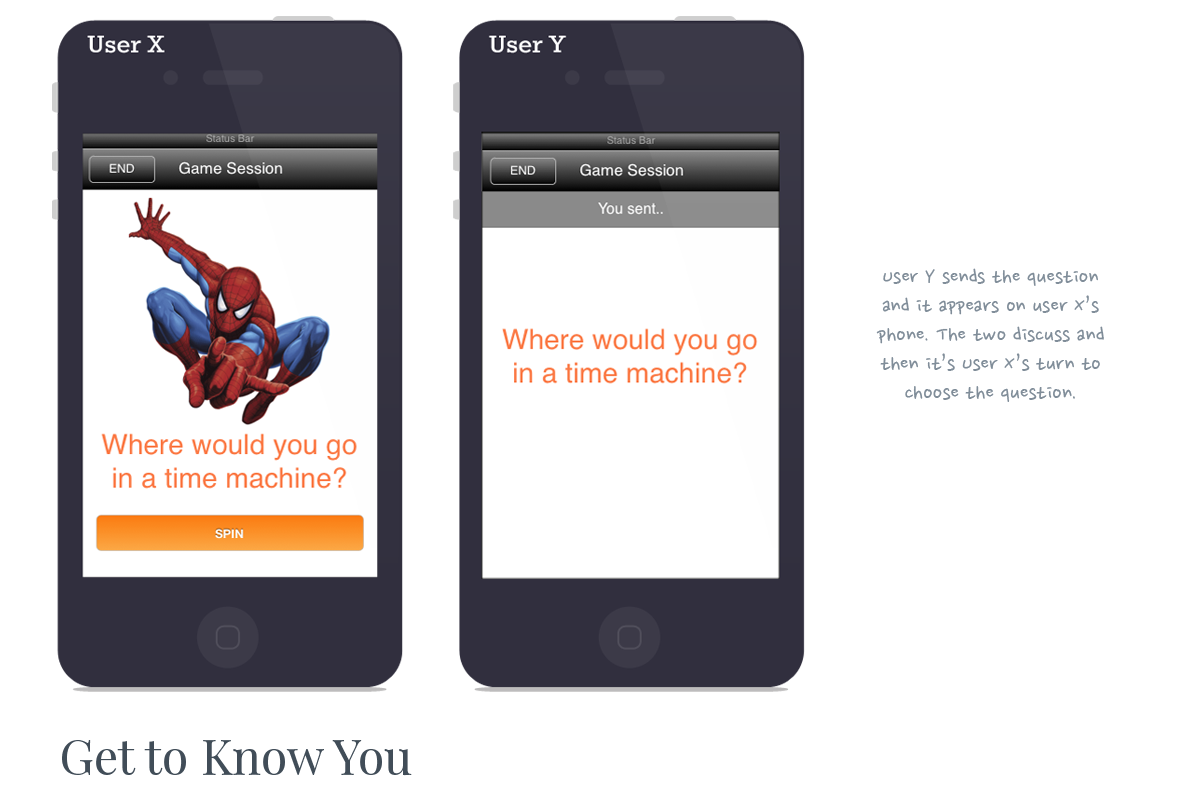 User X
Status Bar
END
Game Session
Where would you go
in a time machine?
SPIN
User Y
Status Bar
END
Game Session
You sent..
Where would you go
in a time machine?
User Y sends the question
and it appears on user X's
phone. The two discuss and
then it's User X's turn to
choose the question.
Get to Know You